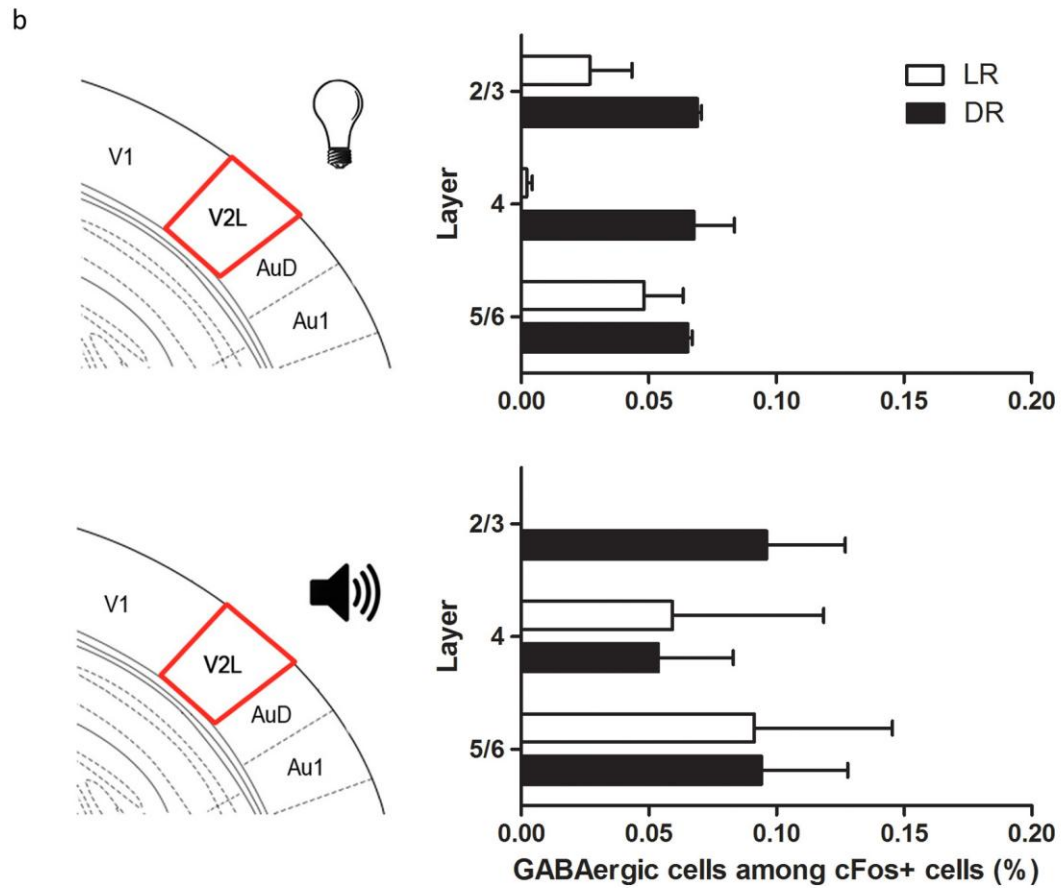 b
V1
V2L
AuD
Au1
Layer
2/3
4
5/6
LR
DR
0.00 0.05 0.10 0.15 0.20
V1
V2L
AuD
Au1
Layer
2/3
4
5/6
0.00 0.05 0.10 0.15 0.20
GABAergic cells among cFos+ cells (%)